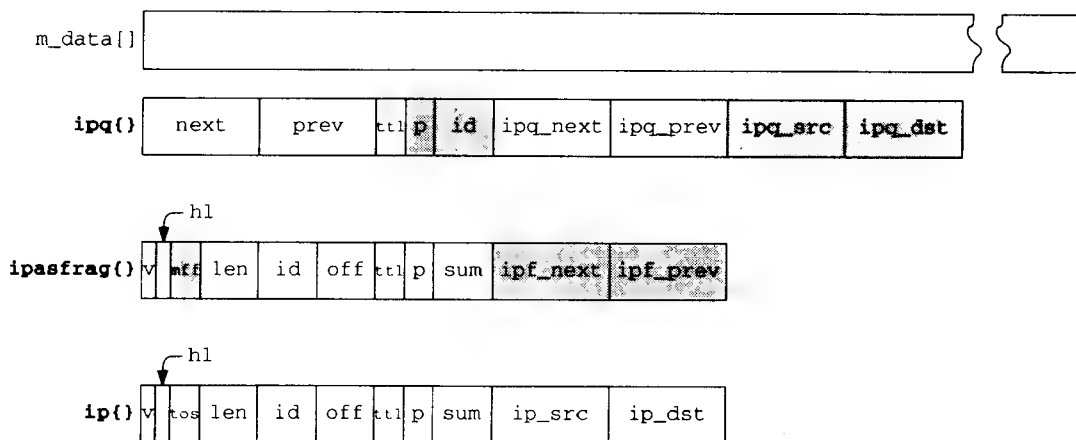 m_data[]
ipq{} next prev ttl p id ipq_next ipq_prev ipq_src ipq_dst
hl
ipasfrag{} v mff len id off ttl p sum ipf_next ipf_prev
hl
ip{} v tos len id off ttl p sum ip_src ip_dst